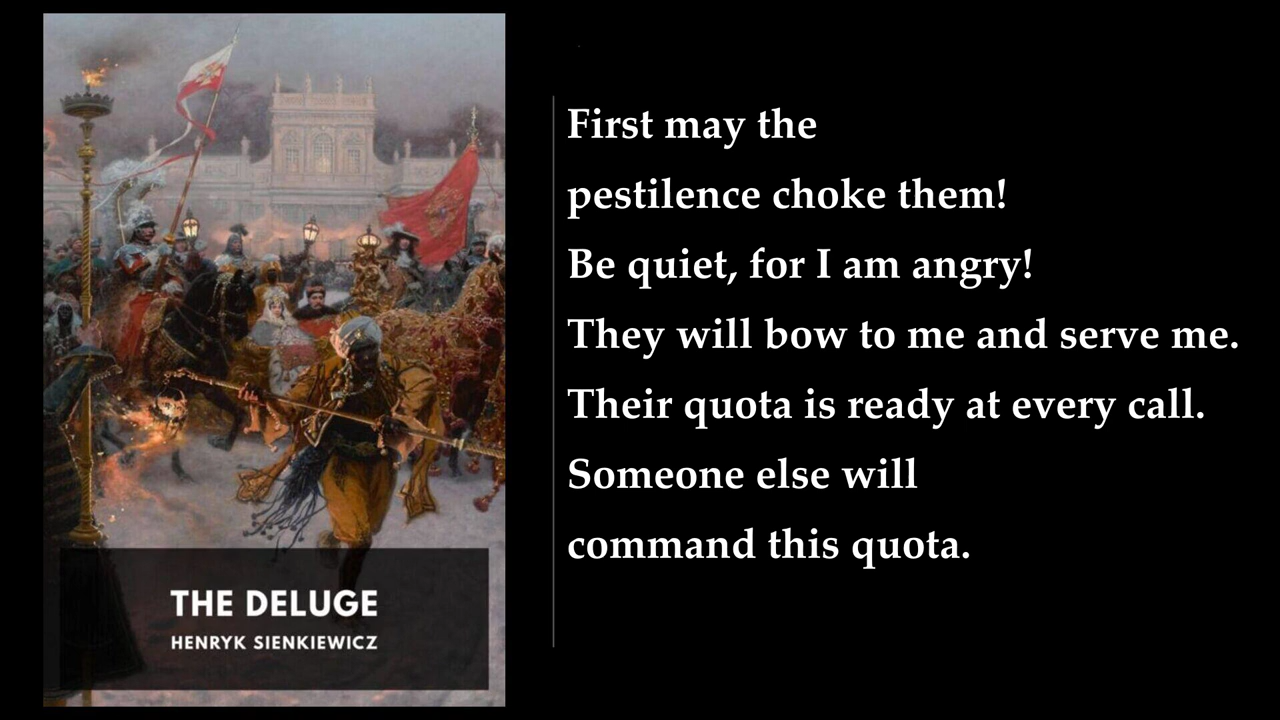 THE DELUGE
HENRYK SIENKIEWICZ
First may the
pestilence choke them!
Be quiet, for I am angry!
They will bow to me and serve me.
Their quota is ready at every call.
Someone else will
command this quota.